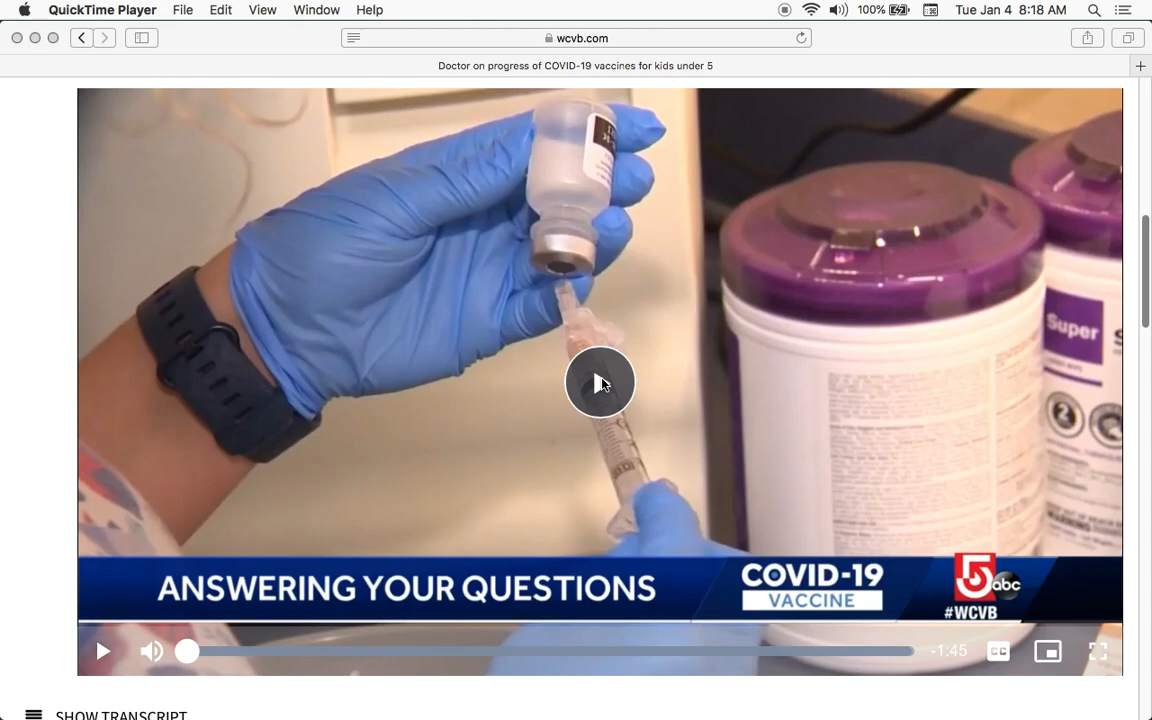 QuickTime Player File Edit View Window Help 100% Tue Jan 4 8:18 AM
wcvb.com
Doctor on progress of COVID-19 vaccines for kids under 5
Super
2
ANSWERING YOUR QUESTIONS
COVID-19
VACCINE
5 abc
#WCVB
-1:45 CC
SHOW TRANSCRIPT